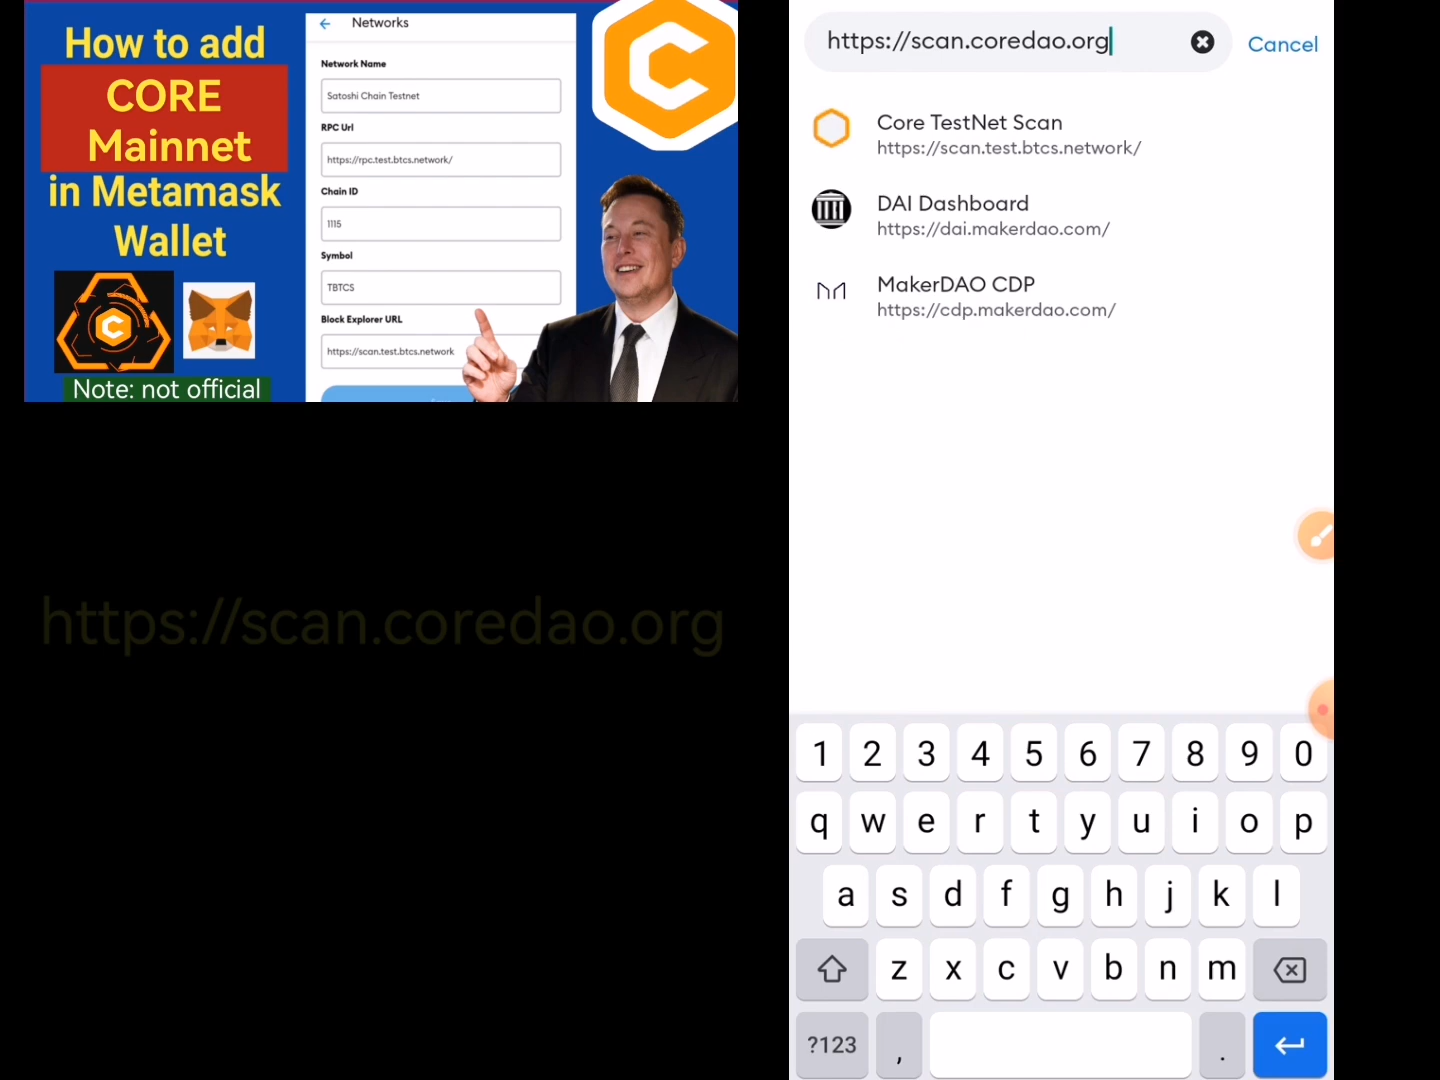 How to add
CORE
Mainnet
in Metamask
Wallet
Note: not official
Networks
Network Name
Satoshi Chain Testnet
RPC Url
https://rpc.test.btcs.network/
Chain ID
1115
Symbol
TBTCS
Block Explorer URL
https://scan.test.btcs.network
https://scan.coredao.org
https://scan.coredao.org
Cancel
Core TestNet Scan
https://scan.test.btcs.network/
DAI Dashboard
https://dai.makerdao.com/
MakerDAO CDP
https://cdp.makerdao.com/
1 2 3 4 5 6 7 8 9 0
q w e r t y u i o p
a s d f g h j k l
z x c v b n m
?123 , .